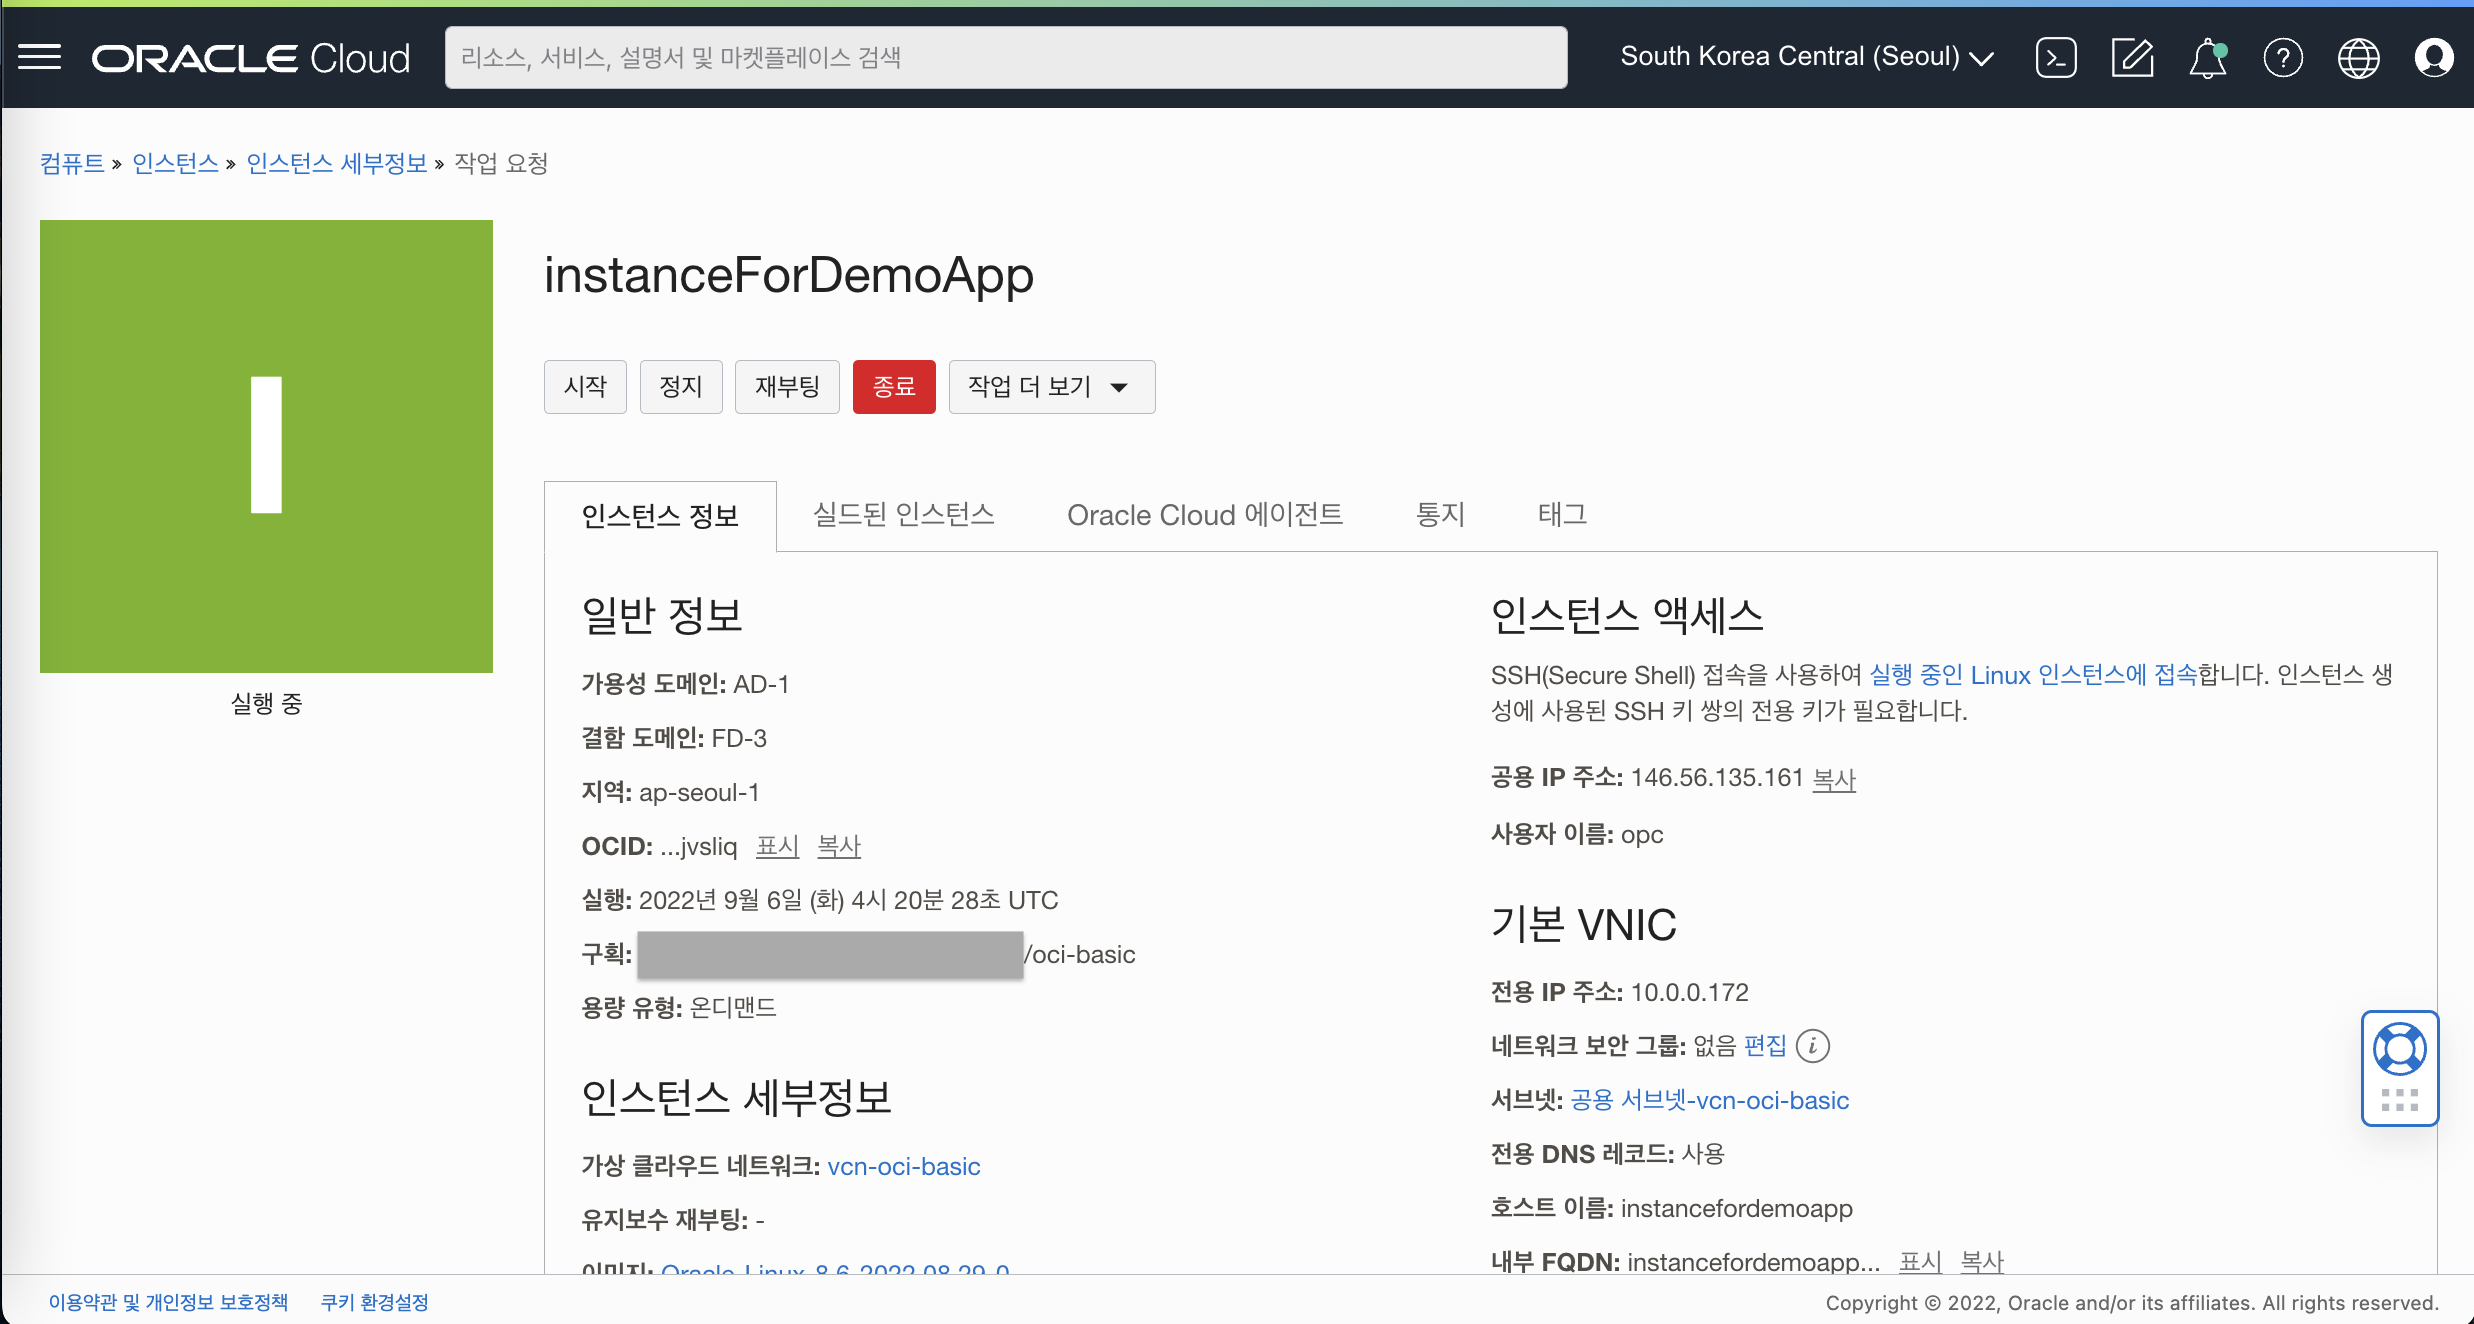 ORACLE Cloud
리소스, 서비스, 설명서 및 마켓플레이스 검색
South Korea Central (Seoul)
컴퓨트 » 인스턴스 » 인스턴스 세부정보 » 작업 요청
I
실행 중
instanceForDemoApp
시작 정지 재부팅 종료 작업 더 보기
인스턴스 정보 실드된 인스턴스 Oracle Cloud 에이전트 통지 태그
일반 정보
가용성 도메인: AD-1
결함 도메인: FD-3
지역: ap-seoul-1
OCID: ...jvsliq 표시 복사
실행: 2022년 9월 6일 (화) 4시 20분 28초 UTC
구획: /oci-basic
용량 유형: 온디맨드
인스턴스 세부정보
가상 클라우드 네트워크: vcn-oci-basic
유지보수 재부팅: -
이미지: Oracle-Linux-8.6-2022.08.29-0
인스턴스 액세스
SSH(Secure Shell) 접속을 사용하여 실행 중인 Linux 인스턴스에 접속합니다. 인스턴스 생
성에 사용된 SSH 키 쌍의 전용 키가 필요합니다.
공용 IP 주소: 146.56.135.161 복사
사용자 이름: opc
기본 VNIC
전용 IP 주소: 10.0.0.172
네트워크 보안 그룹: 없음 편집 i
서브넷: 공용 서브넷-vcn-oci-basic
전용 DNS 레코드: 사용
호스트 이름: instancefordemoapp
내부 FQDN: instancefordemoapp... 표시 복사
이용약관 및 개인정보 보호정책 쿠키 환경설정
Copyright © 2022, Oracle and/or its affiliates. All rights reserved.